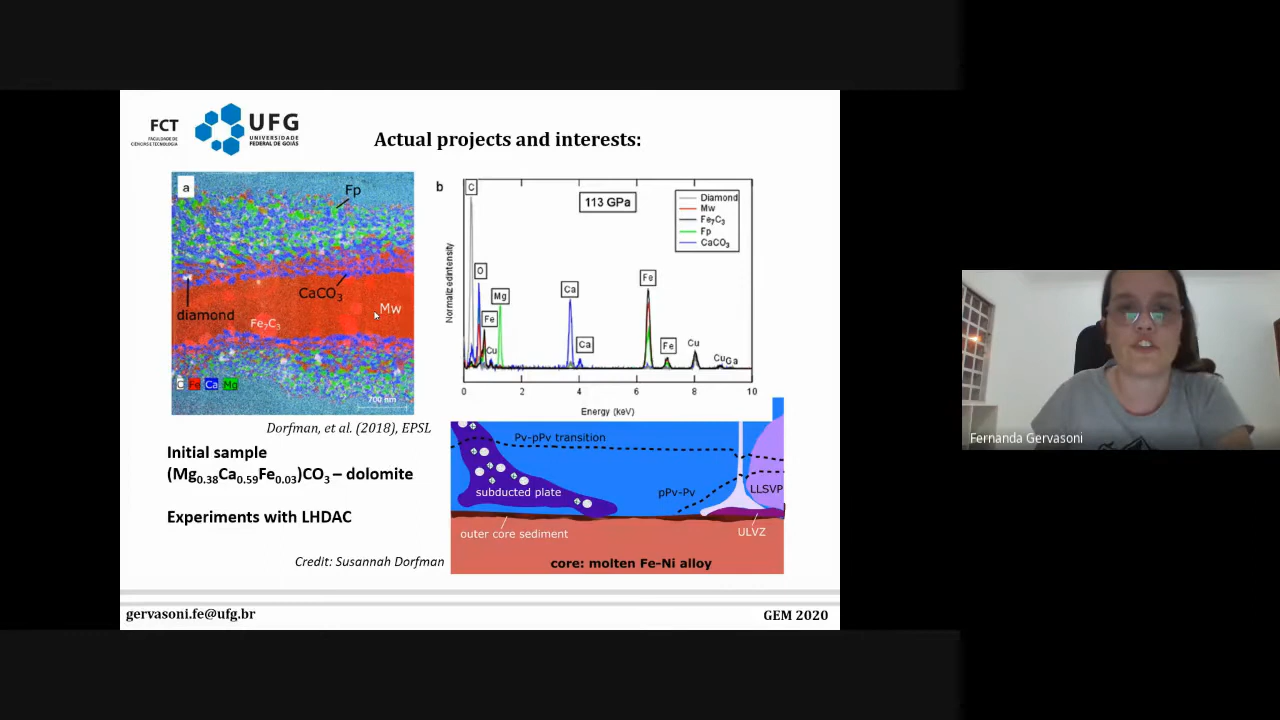 FCT
FACULDADE DE
CIÊNCIAS E TECNOLOGIA
UFG
UNIVERSIDADE
FEDERAL DE GOIÁS
Actual projects and interests:
a
Fp
CaCO₃
diamond
Fe₇C₃
Mw
C Fe Ca Mg
700 nm
b
113 GPa
Diamond
Mw
Fe₇C₃
Fp
CaCO₃
C
O
Mg
Fe
Cu
Ca
Ca
Fe
Fe
Cu
Cu
Ga
Normalized intensity
0 2 4 6 8 10
Energy (keV)
Dorfman, et al. (2018), EPSL
Initial sample
(Mg₀.₃₈Ca₀.₅₉Fe₀.₀₃)CO₃ – dolomite
Experiments with LHDAC
Credit: Susannah Dorfman
Pv-pPv transition
subducted plate
pPv-Pv
LLSVP
outer core sediment
ULVZ
core: molten Fe-Ni alloy
gervasoni.fe@ufg.br
GEM 2020
Fernanda Gervasoni